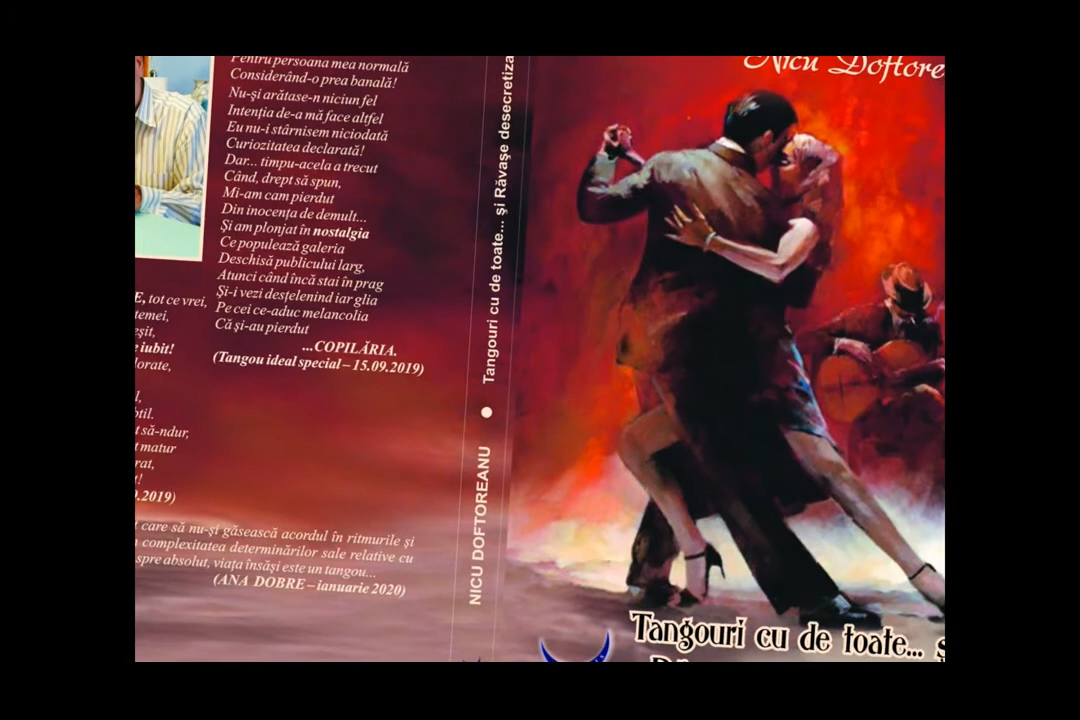 Pentru persoana mea normală
Considerând-o prea banală!
Nu-și arătase-n niciun fel
Intenția de-a mă face altfel
Eu nu-i stârnisem niciodată
Curiozitatea declarată!
Dar... timpu-acela a trecut
Când, drept să spun,
Mi-am cam pierdut
Din inocența de demult...
Și am plonjat în nostalgia
Ce populează galeria
Deschisă publicului larg,
Atunci când încă stai în prag
Și-i vezi desțelenind iar glia
Pe cei ce-aduc melancolia
Că și-au pierdut
...COPILĂRIA.
(Tangou ideal special – 15.09.2019)
E, tot ce vrei,
temei,
eșit,
iubit!
lorate,
l,
btil.
t să-ndur,
t matur
rat,
!
.2019)
care să nu-și găsească acordul în ritmurile și
complexitatea determinărilor sale relative cu
spre absolut, viața însăși este un tangou...
(ANA DOBRE – ianuarie 2020)
NICU DOFTOREANU ● Tangouri cu de toate... și Răvașe desecretiza
Nicu Doftore
Tangouri cu de toate... ș